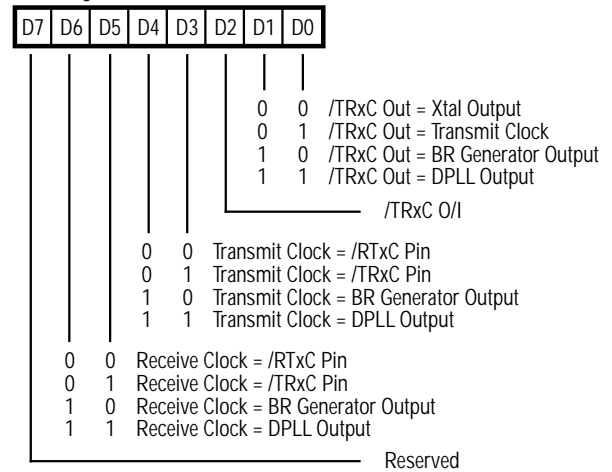 D7 D6 D5 D4 D3 D2 D1 D0
0 0 /TRxC Out = Xtal Output
0 1 /TRxC Out = Transmit Clock
1 0 /TRxC Out = BR Generator Output
1 1 /TRxC Out = DPLL Output
/TRxC O/I
0 0 Transmit Clock = /RTxC Pin
0 1 Transmit Clock = /TRxC Pin
1 0 Transmit Clock = BR Generator Output
1 1 Transmit Clock = DPLL Output
0 0 Receive Clock = /RTxC Pin
0 1 Receive Clock = /TRxC Pin
1 0 Receive Clock = BR Generator Output
1 1 Receive Clock = DPLL Output
Reserved